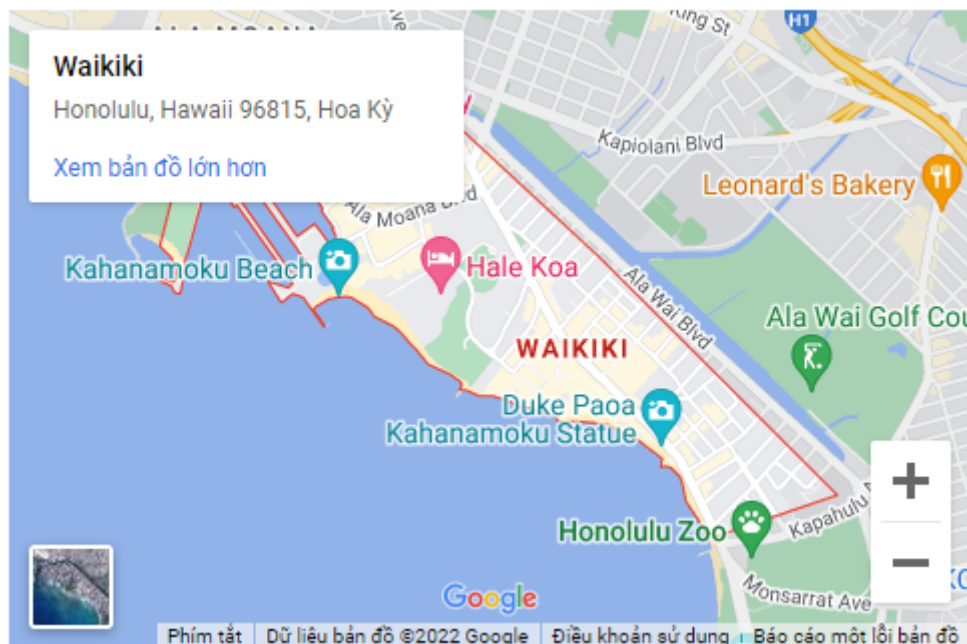 King St
H1
Waikiki
Honolulu, Hawaii 96815, Hoa Kỳ
Xem bản đồ lớn hơn
Kapiolani Blvd
Leonard's Bakery
Ala Moana Blvd
Kahanamoku Beach
Hale Koa
Ala Wai Blvd
Ala Wai Golf Cou
WAIKIKI
Duke Paoa
Kahanamoku Statue
Honolulu Zoo
Kapahulu
Monsarrat Ave
Google
Phím tắt
Dữ liệu bản đồ ©2022 Google
Điều khoản sử dụng
Báo cáo một lỗi bản đồ